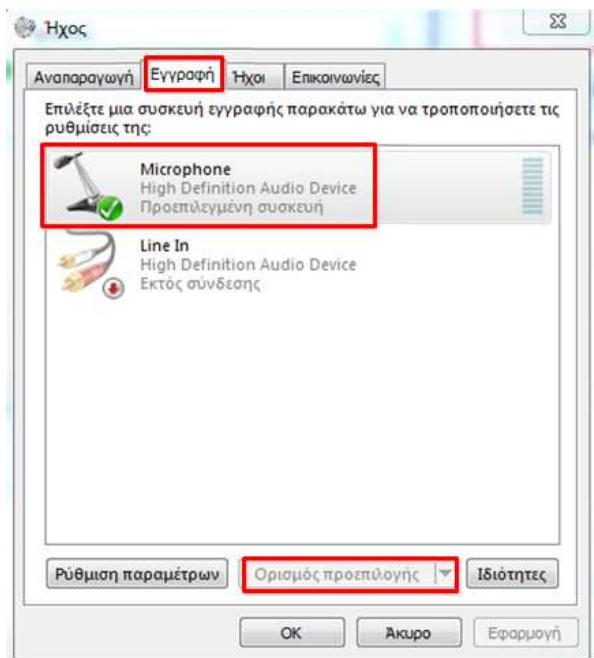 Ήχος
Αναπαραγωγή Εγγραφή Ήχοι Επικοινωνίες
Επιλέξτε μια συσκευή εγγραφής παρακάτω για να τροποποιήσετε τις
ρυθμίσεις της:
Microphone
High Definition Audio Device
Προεπιλεγμένη συσκευή
Line In
High Definition Audio Device
Εκτός σύνδεσης
Ρύθμιση παραμέτρων Ορισμός προεπιλογής Ιδιότητες
OK Άκυρο Εφαρμογή